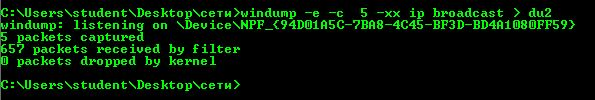 C:\Users\student\Desktop\сети>windump -e -c  5 -xx ip broadcast > du2
windump: listening on \Device\NPF_{94D01A5C-7BA8-4C45-BF3D-BD4A1080FF59}
5 packets captured
657 packets received by filter
0 packets dropped by kernel
C:\Users\student\Desktop\сети>